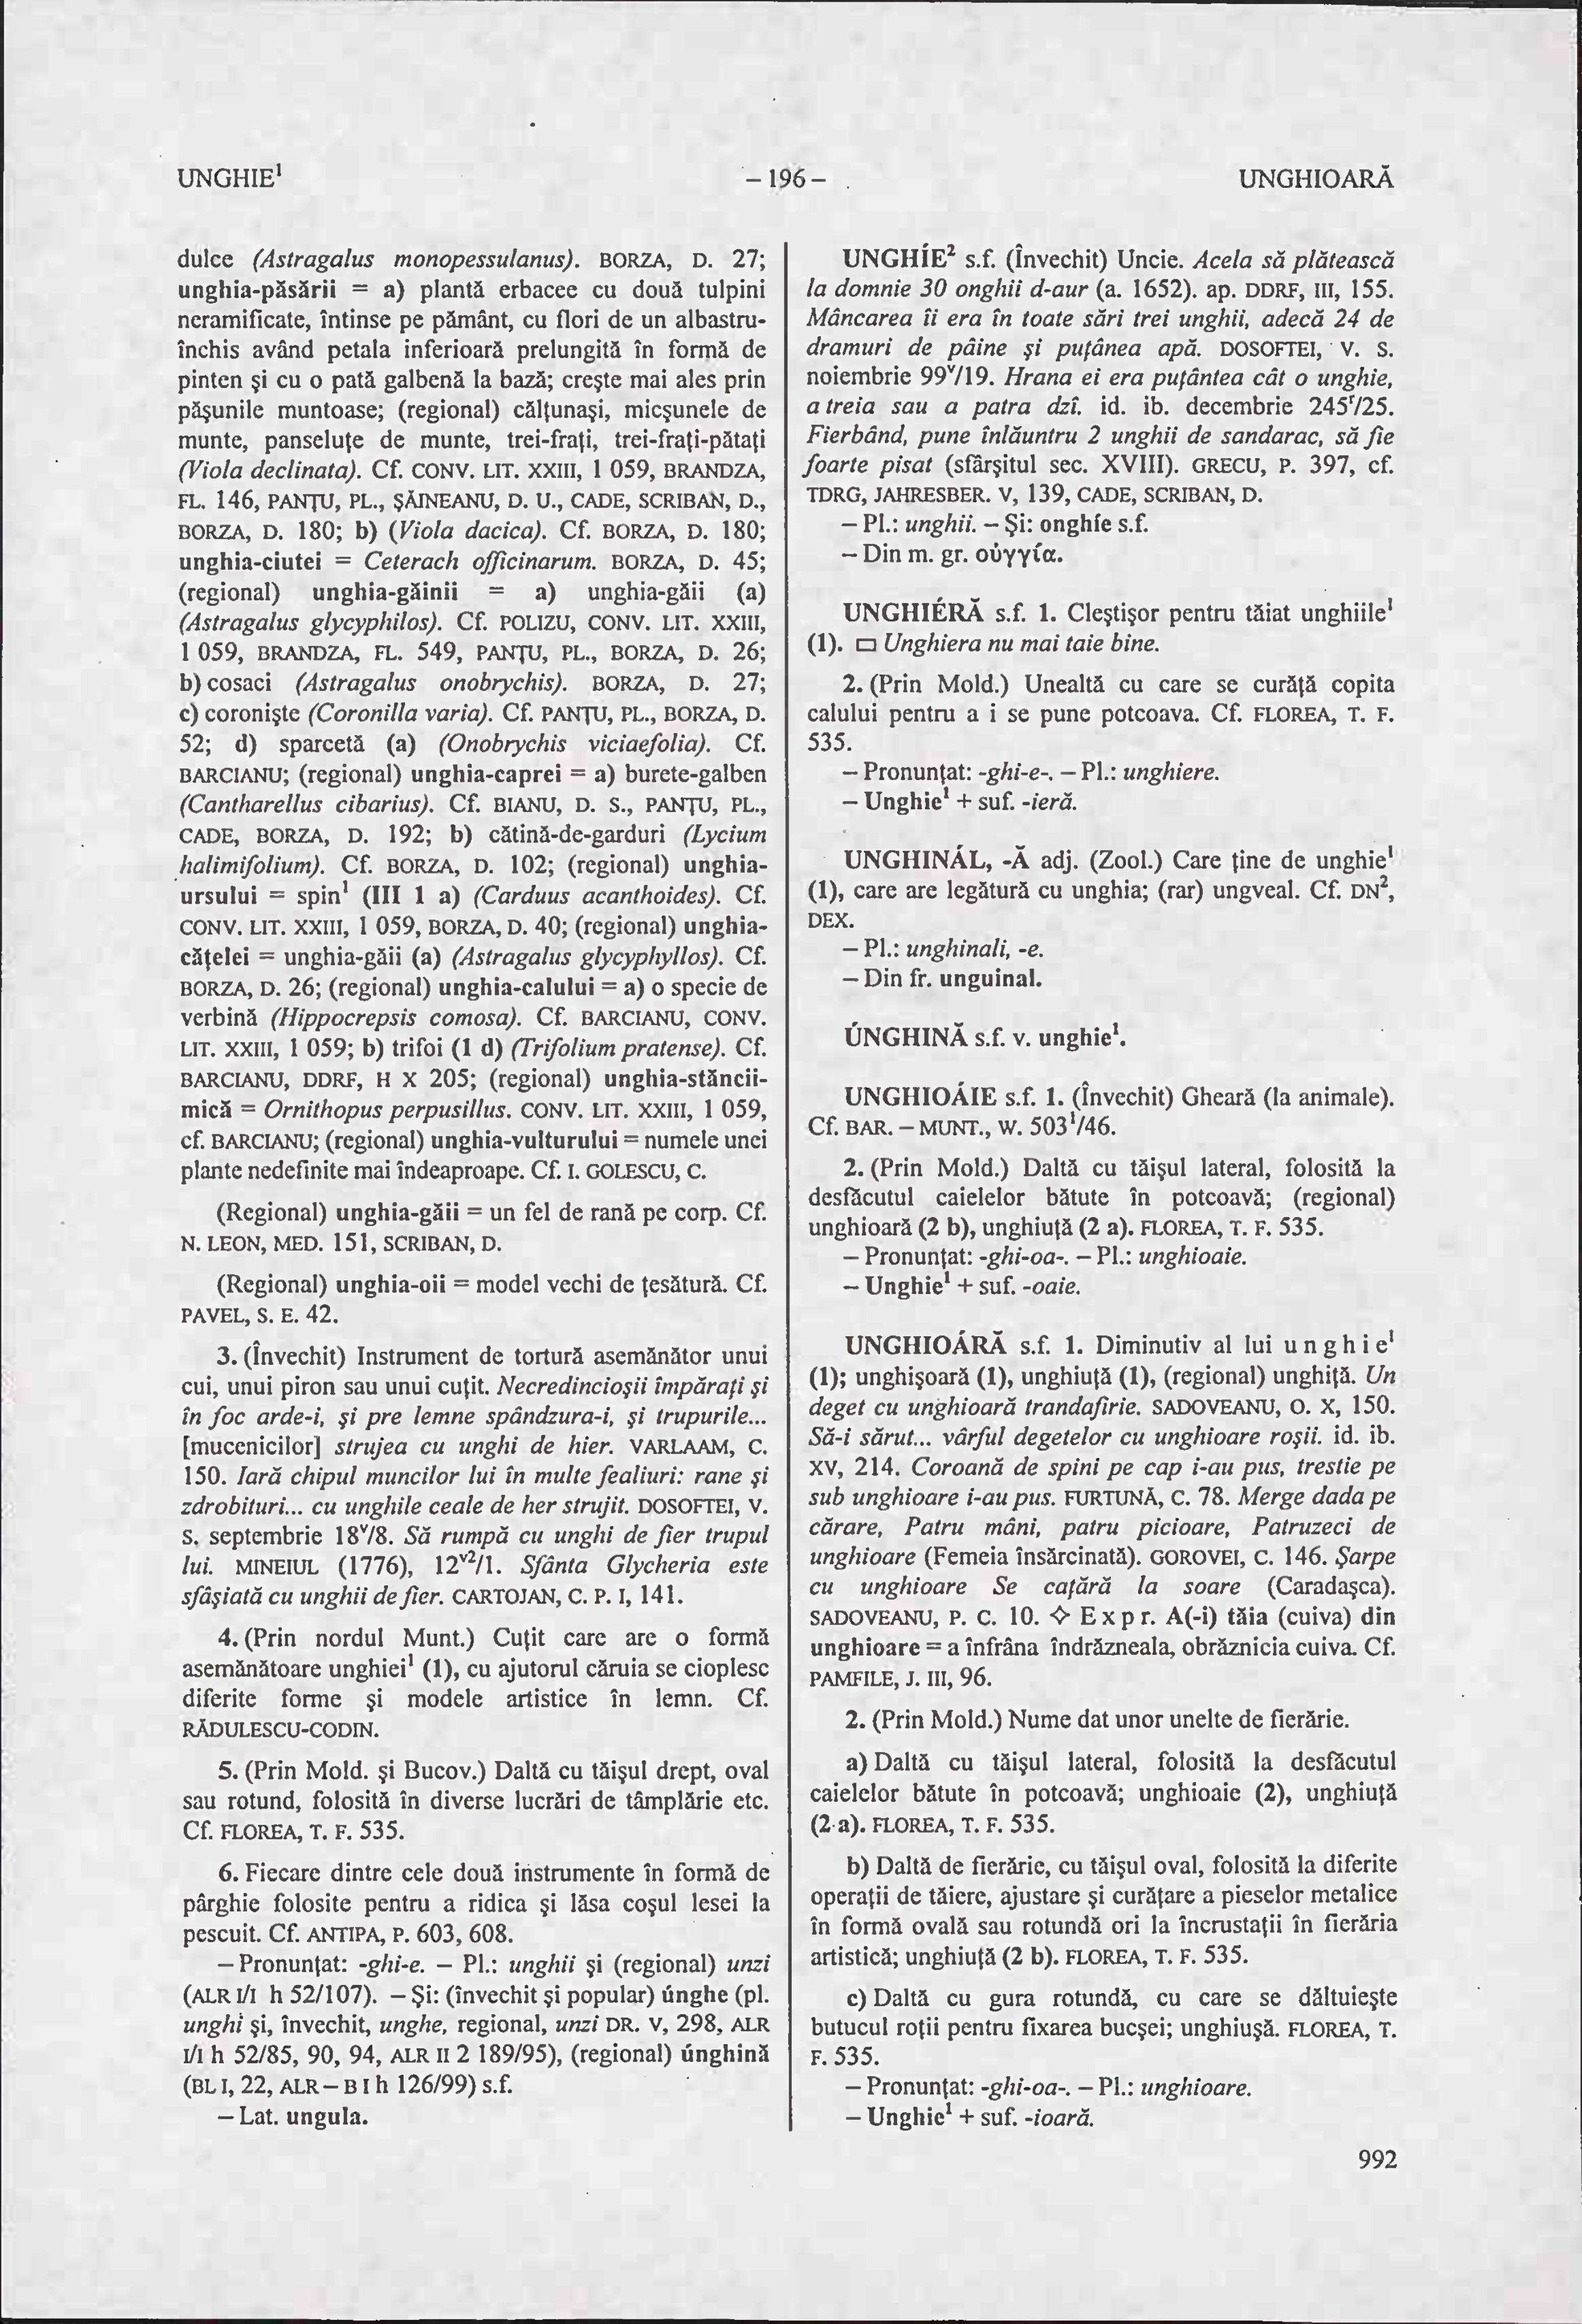 UNGHIE¹
– 196 –
UNGHIOARĂ
dulce (Astragalus monopessulanus). BORZA, D. 27;
unghia-păsării = a) plantă erbacee cu două tulpini
neramificate, întinse pe pământ, cu flori de un albastru-
închis având petala inferioară prelungită în formă de
pinten şi cu o pată galbenă la bază; creşte mai ales prin
păşunile muntoase; (regional) călţunaşi, micşunele de
munte, panseluţe de munte, trei-fraţi, trei-fraţi-pătaţi
(Viola declinata). Cf. CONV. LIT. XXIII, 1 059, BRANDZA,
FL. 146, PANŢU, PL., ŞĂINEANU, D. U., CADE, SCRIBAN, D.,
BORZA, D. 180; b) (Viola dacica). Cf. BORZA, D. 180;
unghia-ciutei = Ceterach officinarum. BORZA, D. 45;
(regional) unghia-găinii = a) unghia-găii (a)
(Astragalus glycyphilos). Cf. POLIZU, CONV. LIT. XXIII,
1 059, BRANDZA, FL. 549, PANŢU, PL., BORZA, D. 26;
b) cosaci (Astragalus onobrychis). BORZA, D. 27;
c) coronişte (Coronilla varia). Cf. PANŢU, PL., BORZA, D.
52; d) sparcetă (a) (Onobrychis viciaefolia). Cf.
BARCIANU; (regional) unghia-caprei = a) burete-galben
(Cantharellus cibarius). Cf. BIANU, D. S., PANŢU, PL.,
CADE, BORZA, D. 192; b) cătină-de-garduri (Lycium
halimifolium). Cf. BORZA, D. 102; (regional) unghia-
ursului = spin¹ (III 1 a) (Carduus acanthoides). Cf.
CONV. LIT. XXIII, 1 059, BORZA, D. 40; (regional) unghia-
căţelei = unghia-găii (a) (Astragalus glycyphyllos). Cf.
BORZA, D. 26; (regional) unghia-calului = a) o specie de
verbină (Hippocrepsis comosa). Cf. BARCIANU, CONV.
LIT. XXIII, 1 059; b) trifoi (1 d) (Trifolium pratense). Cf.
BARCIANU, DDRF, H X 205; (regional) unghia-stăncii-
mică = Ornithopus perpusillus. CONV. LIT. XXIII, 1 059,
cf. BARCIANU; (regional) unghia-vulturului = numele unei
plante nedefinite mai îndeaproape. Cf. I. GOLESCU, C.
(Regional) unghia-găii = un fel de rană pe corp. Cf.
N. LEON, MED. 151, SCRIBAN, D.
(Regional) unghia-oii = model vechi de ţesătură. Cf.
PAVEL, S. E. 42.
3. (Învechit) Instrument de tortură asemănător unui
cui, unui piron sau unui cuţit. Necredincioşii împăraţi şi
în foc arde-i, şi pre lemne spândzura-i, şi trupurile...
[mucenicilor] strujea cu unghi de hier. VARLAAM, C.
150. Iară chipul muncilor lui în multe fealiuri: rane şi
zdrobituri... cu unghile ceale de her strujit. DOSOFTEI, V.
S. septembrie 18ᵛ/8. Să rumpă cu unghi de fier trupul
lui. MINEIUL (1776), 12ᵛ²/1. Sfânta Glycheria este
sfâşiată cu unghii de fier. CARTOJAN, C. P. I, 141.
4. (Prin nordul Munt.) Cuţit care are o formă
asemănătoare unghiei¹ (1), cu ajutorul căruia se cioplesc
diferite forme şi modele artistice în lemn. Cf.
RĂDULESCU-CODIN.
5. (Prin Mold. şi Bucov.) Daltă cu tăişul drept, oval
sau rotund, folosită în diverse lucrări de tâmplărie etc.
Cf. FLOREA, T. F. 535.
6. Fiecare dintre cele două instrumente în formă de
pârghie folosite pentru a ridica şi lăsa coşul lesei la
pescuit. Cf. ANTIPA, P. 603, 608.
– Pronunţat: -ghi-e. – Pl.: unghii şi (regional) unzi
(ALR I/I h 52/107). – Şi: (învechit şi popular) únghe (pl.
unghi şi, învechit, unghe, regional, unzi DR. V, 298, ALR
I/I h 52/85, 90, 94, ALR II 2 189/95), (regional) únghină
(BL I, 22, ALR – B I h 126/99) s.f.
– Lat. ungula.
UNGHÍE² s.f. (Învechit) Uncie. Acela să plătească
la domnie 30 onghii d-aur (a. 1652). ap. DDRF, III, 155.
Mâncarea îi era în toate sări trei unghii, adecă 24 de
dramuri de pâine şi puţânea apă. DOSOFTEI, V. S.
noiembrie 99ᵛ/19. Hrana ei era puţântea cât o unghie,
a treia sau a patra dzî. id. ib. decembrie 245ʳ/25.
Fierbând, pune înlăuntru 2 unghii de sandarac, să fie
foarte pisat (sfârşitul sec. XVIII). GRECU, P. 397, cf.
TDRG, JAHRESBER. V, 139, CADE, SCRIBAN, D.
– Pl.: unghii. – Şi: onghíe s.f.
– Din m. gr. οὐγγία.
UNGHIÉRĂ s.f. 1. Cleştişor pentru tăiat unghiile¹
(1). □ Unghiera nu mai taie bine.
2. (Prin Mold.) Unealtă cu care se curăţă copita
calului pentru a i se pune potcoava. Cf. FLOREA, T. F.
535.
– Pronunţat: -ghi-e-. – Pl.: unghiere.
– Unghie¹ + suf. -ieră.
UNGHINÁL, -Ă adj. (Zool.) Care ţine de unghie¹
(1), care are legătură cu unghia; (rar) ungveal. Cf. DN²,
DEX.
– Pl.: unghinali, -e.
– Din fr. unguinal.
ÚNGHINĂ s.f. v. unghie¹.
UNGHIOÁIE s.f. 1. (Învechit) Gheară (la animale).
Cf. BAR. – MUNT., W. 503¹/46.
2. (Prin Mold.) Daltă cu tăişul lateral, folosită la
desfăcutul caielelor bătute în potcoavă; (regional)
unghioară (2 b), unghiuţă (2 a). FLOREA, T. F. 535.
– Pronunţat: -ghi-oa-. – Pl.: unghioaie.
– Unghie¹ + suf. -oaie.
UNGHIOÁRĂ s.f. 1. Diminutiv al lui u n g h i e¹
(1); unghişoară (1), unghiuţă (1), (regional) unghiţă. Un
deget cu unghioară trandafirie. SADOVEANU, O. X, 150.
Să-i sărut... vârful degetelor cu unghioare roşii. id. ib.
XV, 214. Coroană de spini pe cap i-au pus, trestie pe
sub unghioare i-au pus. FURTUNĂ, C. 78. Merge dada pe
cărare, Patru mâni, patru picioare, Patruzeci de
unghioare (Femeia însărcinată). GOROVEI, C. 146. Şarpe
cu unghioare Se caţără la soare (Caradaşca).
SADOVEANU, P. C. 10. ◇ E x p r. A(-i) tăia (cuiva) din
unghioare = a înfrâna îndrăzneala, obrăznicia cuiva. Cf.
PAMFILE, J. III, 96.
2. (Prin Mold.) Nume dat unor unelte de fierărie.
a) Daltă cu tăişul lateral, folosită la desfăcutul
caielelor bătute în potcoavă; unghioaie (2), unghiuţă
(2 a). FLOREA, T. F. 535.
b) Daltă de fierărie, cu tăişul oval, folosită la diferite
operaţii de tăiere, ajustare şi curăţare a pieselor metalice
în formă ovală sau rotundă ori la încrustaţii în fierăria
artistică; unghiuţă (2 b). FLOREA, T. F. 535.
c) Daltă cu gura rotundă, cu care se dăltuieşte
butucul roţii pentru fixarea bucşei; unghiuşă. FLOREA, T.
F. 535.
– Pronunţat: -ghi-oa-. – Pl.: unghioare.
– Unghie¹ + suf. -ioară.
992